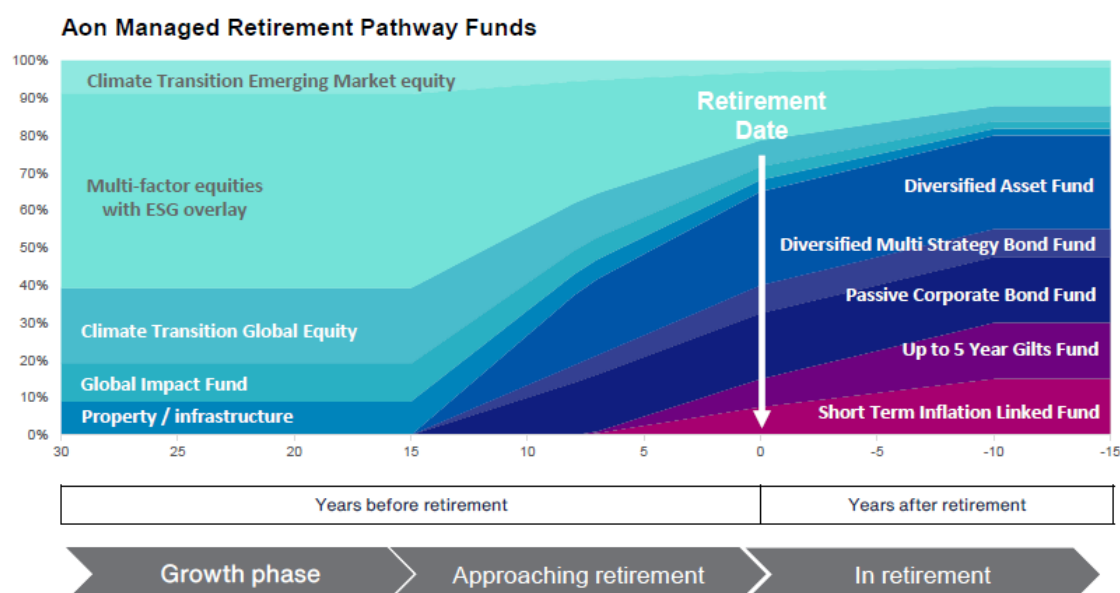 Aon Managed Retirement Pathway Funds
100%
90%
80%
70%
60%
50%
40%
30%
20%
10%
0%
Climate Transition Emerging Market equity
Multi-factor equities
with ESG overlay
Climate Transition Global Equity
Global Impact Fund
Property / infrastructure
Retirement
Date
Diversified Asset Fund
Diversified Multi Strategy Bond Fund
Passive Corporate Bond Fund
Up to 5 Year Gilts Fund
Short Term Inflation Linked Fund
30 25 20 15 10 5 0 -5 -10 -15
Years before retirement Years after retirement
Growth phase Approaching retirement In retirement